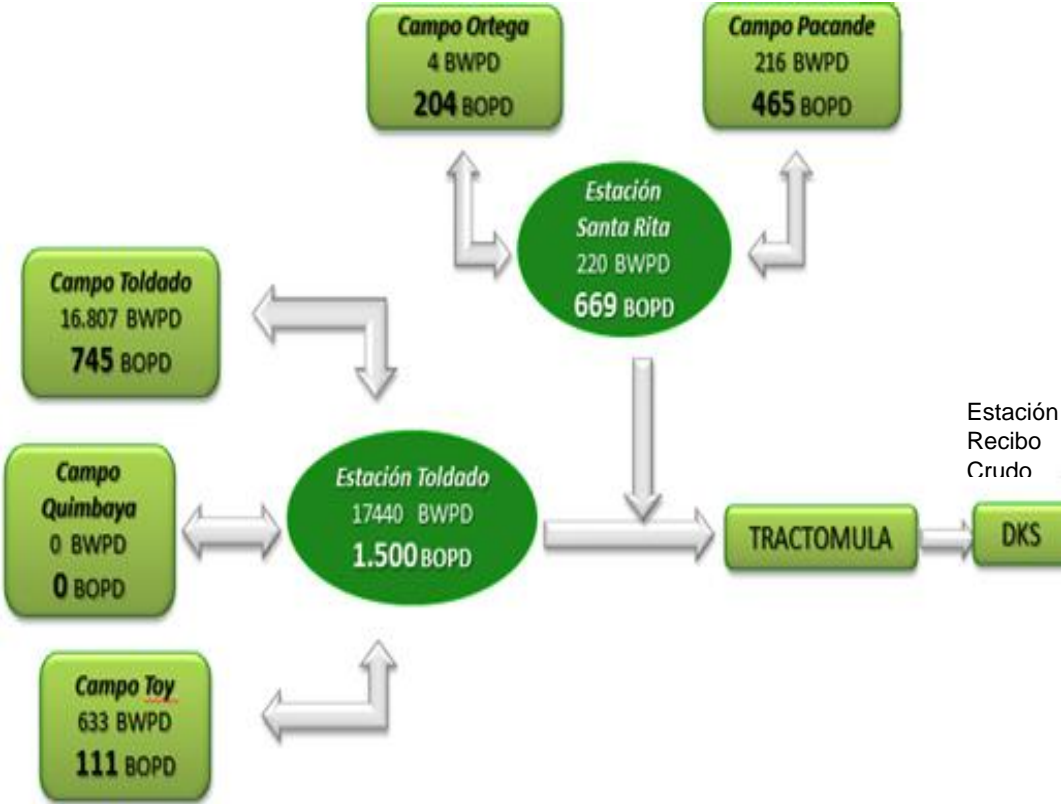 Campo Ortega
4 BWPD
204 BOPD
Campo Pacande
216 BWPD
465 BOPD
Estación
Santa Rita
220 BWPD
669 BOPD
Campo Toldado
16.807 BWPD
745 BOPD
Campo
Quimbaya
0 BWPD
0 BOPD
Estación Toldado
17440 BWPD
1.500 BOPD
Campo Toy
633 BWPD
111 BOPD
TRACTOMULA
Estación
Recibo
Crudo
DKS